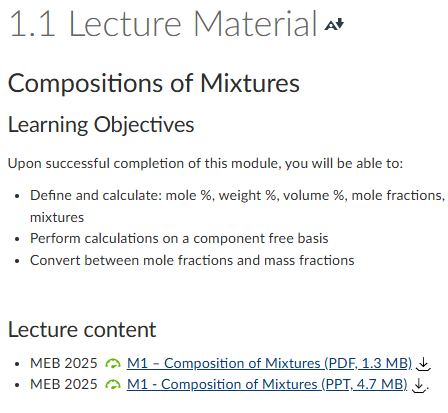 1.1 Lecture Material
Compositions of Mixtures
Learning Objectives
Upon successful completion of this module, you will be able to:
• Define and calculate: mole %, weight %, volume %, mole fractions,
mixtures
• Perform calculations on a component free basis
• Convert between mole fractions and mass fractions
Lecture content
• MEB 2025 M1 – Composition of Mixtures (PDF, 1.3 MB)
• MEB 2025 M1 - Composition of Mixtures (PPT, 4.7 MB).